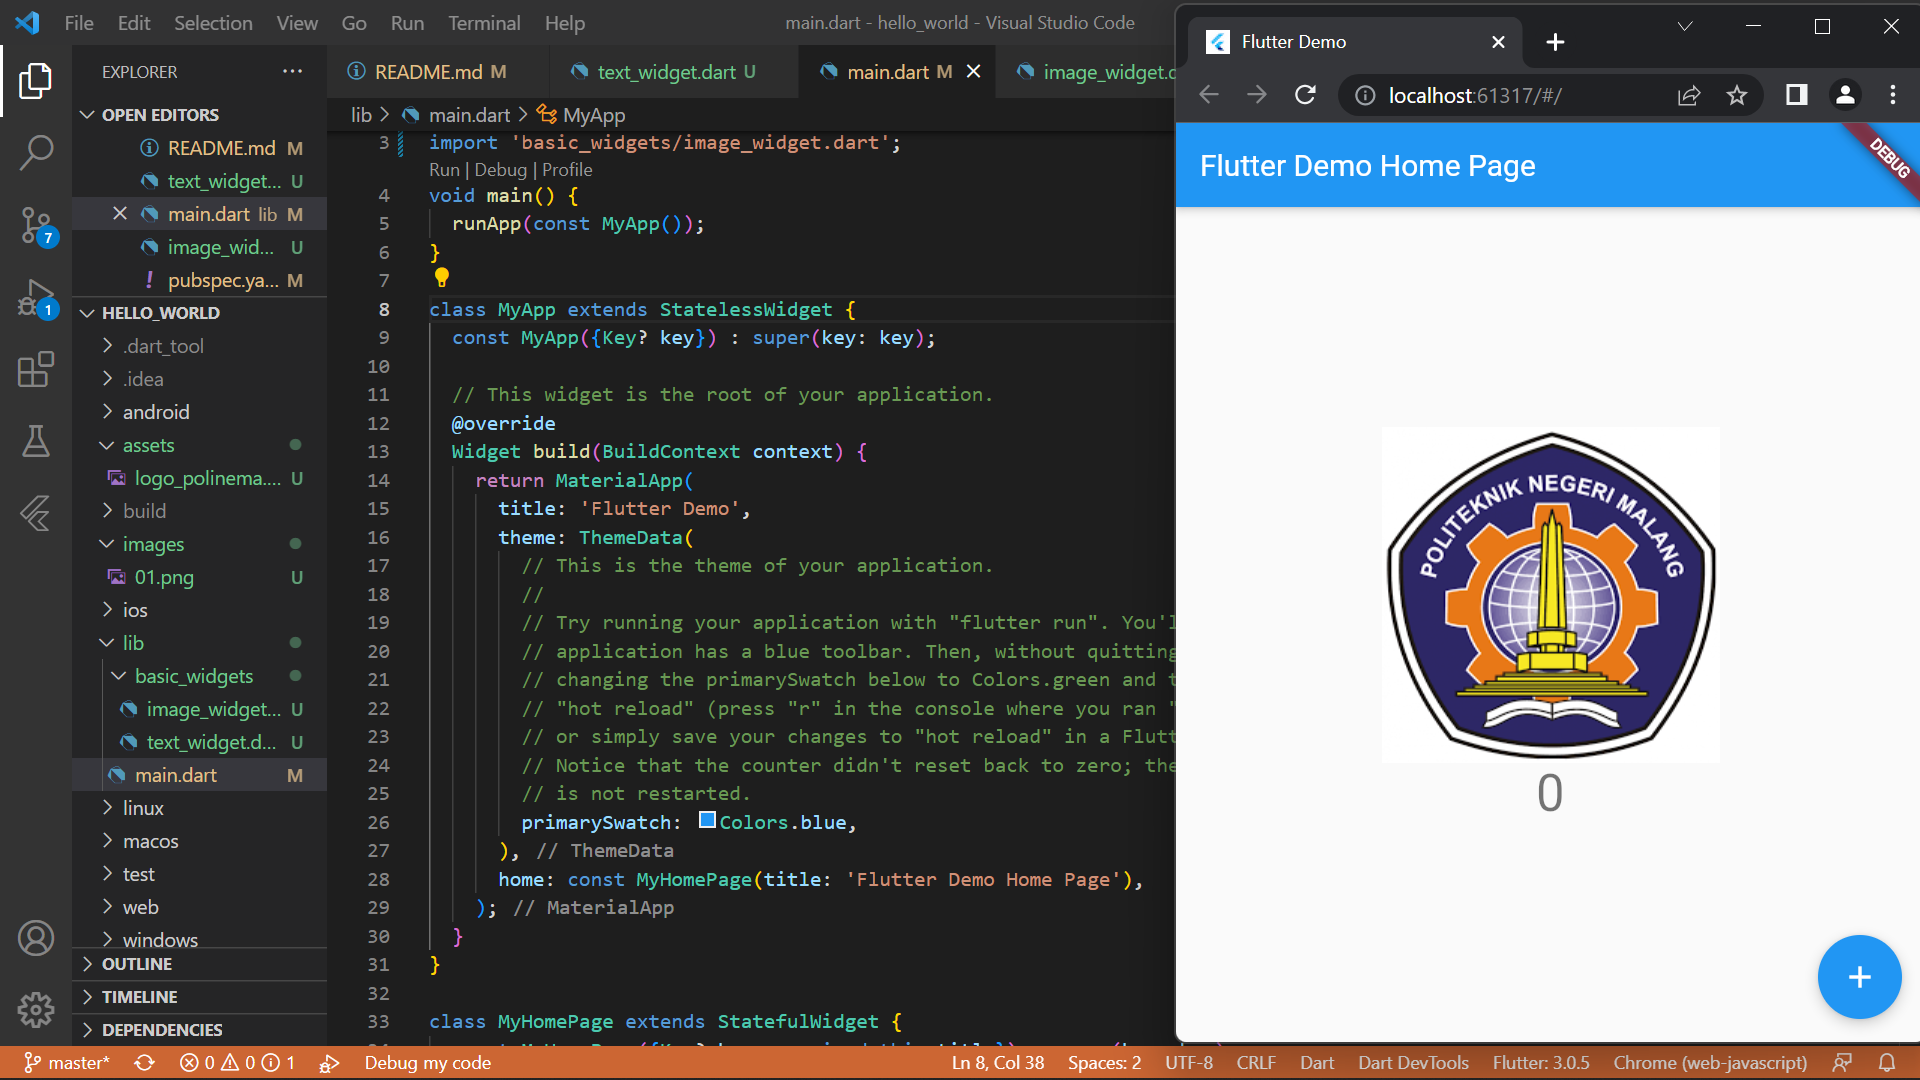 File Edit Selection View Go Run Terminal Help
main.dart - hello_world - Visual Studio Code
EXPLORER
OPEN EDITORS
README.md M
text_widget... U
main.dart lib M
image_wid... U
! pubspec.ya... M
HELLO_WORLD
.dart_tool
.idea
android
assets
logo_polinema.... U
build
images
01.png U
ios
lib
basic_widgets
image_widget... U
text_widget.d... U
main.dart M
linux
macos
test
web
windows
OUTLINE
TIMELINE
DEPENDENCIES
7
1
README.md M
text_widget.dart U
main.dart M
image_widget.d
lib > main.dart > MyApp
3 import 'basic_widgets/image_widget.dart';
Run | Debug | Profile
4 void main() {
5 runApp(const MyApp());
6 }
7
8 class MyApp extends StatelessWidget {
9 const MyApp({Key? key}) : super(key: key);
10
11 // This widget is the root of your application.
12 @override
13 Widget build(BuildContext context) {
14 return MaterialApp(
15 title: 'Flutter Demo',
16 theme: ThemeData(
17 // This is the theme of your application.
18 //
19 // Try running your application with "flutter run". You'l
20 // application has a blue toolbar. Then, without quitting
21 // changing the primarySwatch below to Colors.green and t
22 // "hot reload" (press "r" in the console where you ran "
23 // or simply save your changes to "hot reload" in a Flutt
24 // Notice that the counter didn't reset back to zero; the
25 // is not restarted.
26 primarySwatch: Colors.blue,
27 ), // ThemeData
28 home: const MyHomePage(title: 'Flutter Demo Home Page'),
29 ); // MaterialApp
30 }
31 }
32
33 class MyHomePage extends StatefulWidget {
Flutter Demo
localhost:61317/#/
Flutter Demo Home Page
DEBUG
POLITEKNIK NEGERI MALANG
0
+
master* 0 0 1 Debug my code
Ln 8, Col 38 Spaces: 2 UTF-8 CRLF Dart Dart DevTools Flutter: 3.0.5 Chrome (web-javascript)